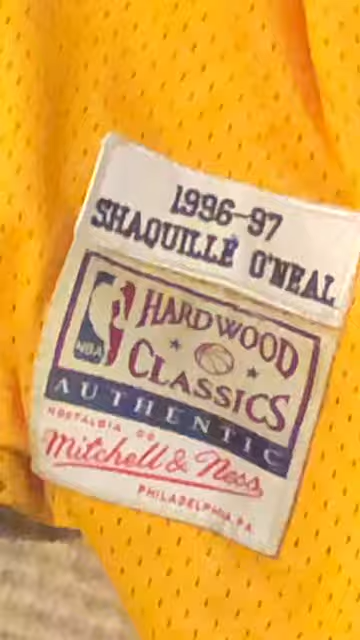 1996-97
SHAQUILLE O'NEAL
NBA
HARDWOOD
CLASSICS
AUTHENTIC
NOSTALGIA CO.
Mitchell & Ness
PHILADELPHIA, PA.